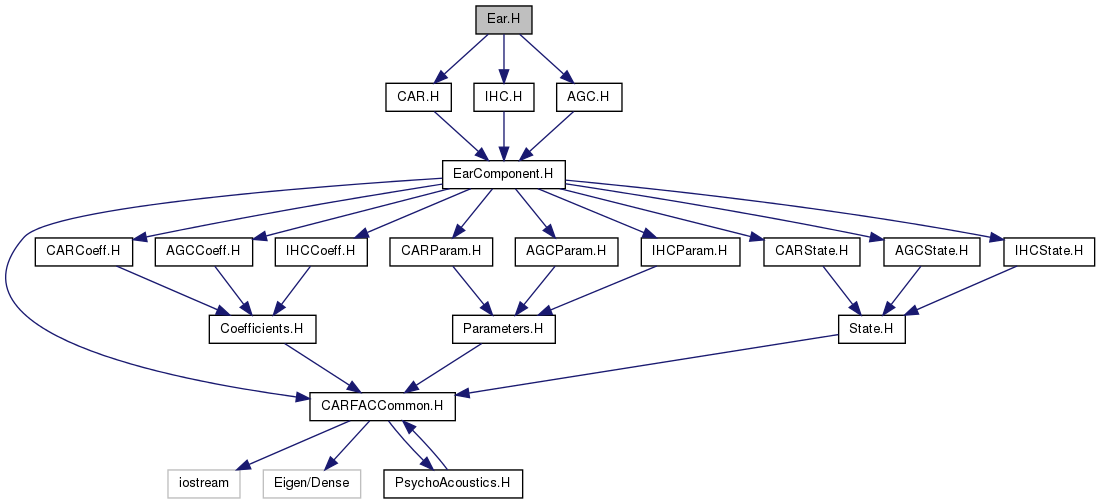 Ear.H
CAR.H
IHC.H
AGC.H
EarComponent.H
CARCoeff.H
AGCCoeff.H
IHCCoeff.H
CARParam.H
AGCParam.H
IHCParam.H
CARState.H
AGCState.H
IHCState.H
Coefficients.H
Parameters.H
State.H
CARFACCommon.H
iostream
Eigen/Dense
PsychoAcoustics.H